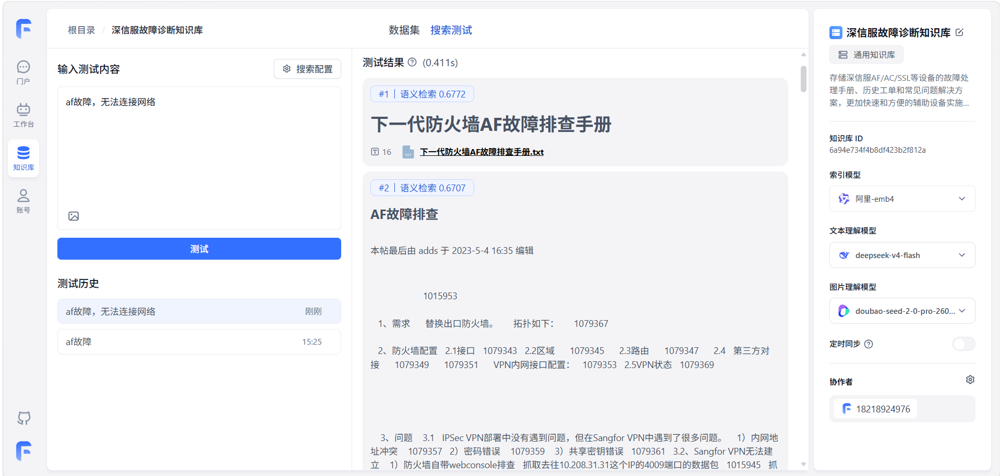 门户
工作台
知识库
账号
根目录 / 深信服故障诊断知识库
数据集 搜索测试
输入测试内容
搜索配置
af故障，无法连接网络
测试
测试历史
af故障，无法连接网络 刚刚
af故障 15:25
测试结果 (0.411s)
#1 语义检索 0.6772
下一代防火墙AF故障排查手册
16 TXT 下一代防火墙AF故障排查手册.txt
#2 语义检索 0.6707
AF故障排查
本帖最后由 adds 于 2023-5-4 16:35 编辑
1015953
1、需求 替换出口防火墙。 拓扑如下： 1079367
2、防火墙配置 2.1接口 1079343 2.2区域 1079345 2.3路由 1079347 2.4 第三方对
接 1079349 1079351 VPN内网接口配置： 1079353 2.5VPN状态 1079369
3、问题 3.1 IPSec VPN部署中没有遇到问题，但在Sangfor VPN中遇到了很多问题。 1）内网地
址冲突 1079357 2）密码错误 1079359 3）共享密钥错误 1079361 3.2、Sangfor VPN无法建
立 1）防火墙自带webconsole排查 抓取去往10.208.31.31这个IP的4009端口的数据包 1015945 抓
深信服故障诊断知识库
通用知识库
存储深信服AF/AC/SSL等设备的故障处
理手册、历史工单和常见问题解决方
案，更加快速和方便的辅助设备实施...
知识库 ID
6a94e734f4b8df423b2f812a
索引模型
阿里-emb4
文本理解模型
deepseek-v4-flash
图片理解模型
doubao-seed-2-0-pro-260...
定时同步
协作者
18218924976